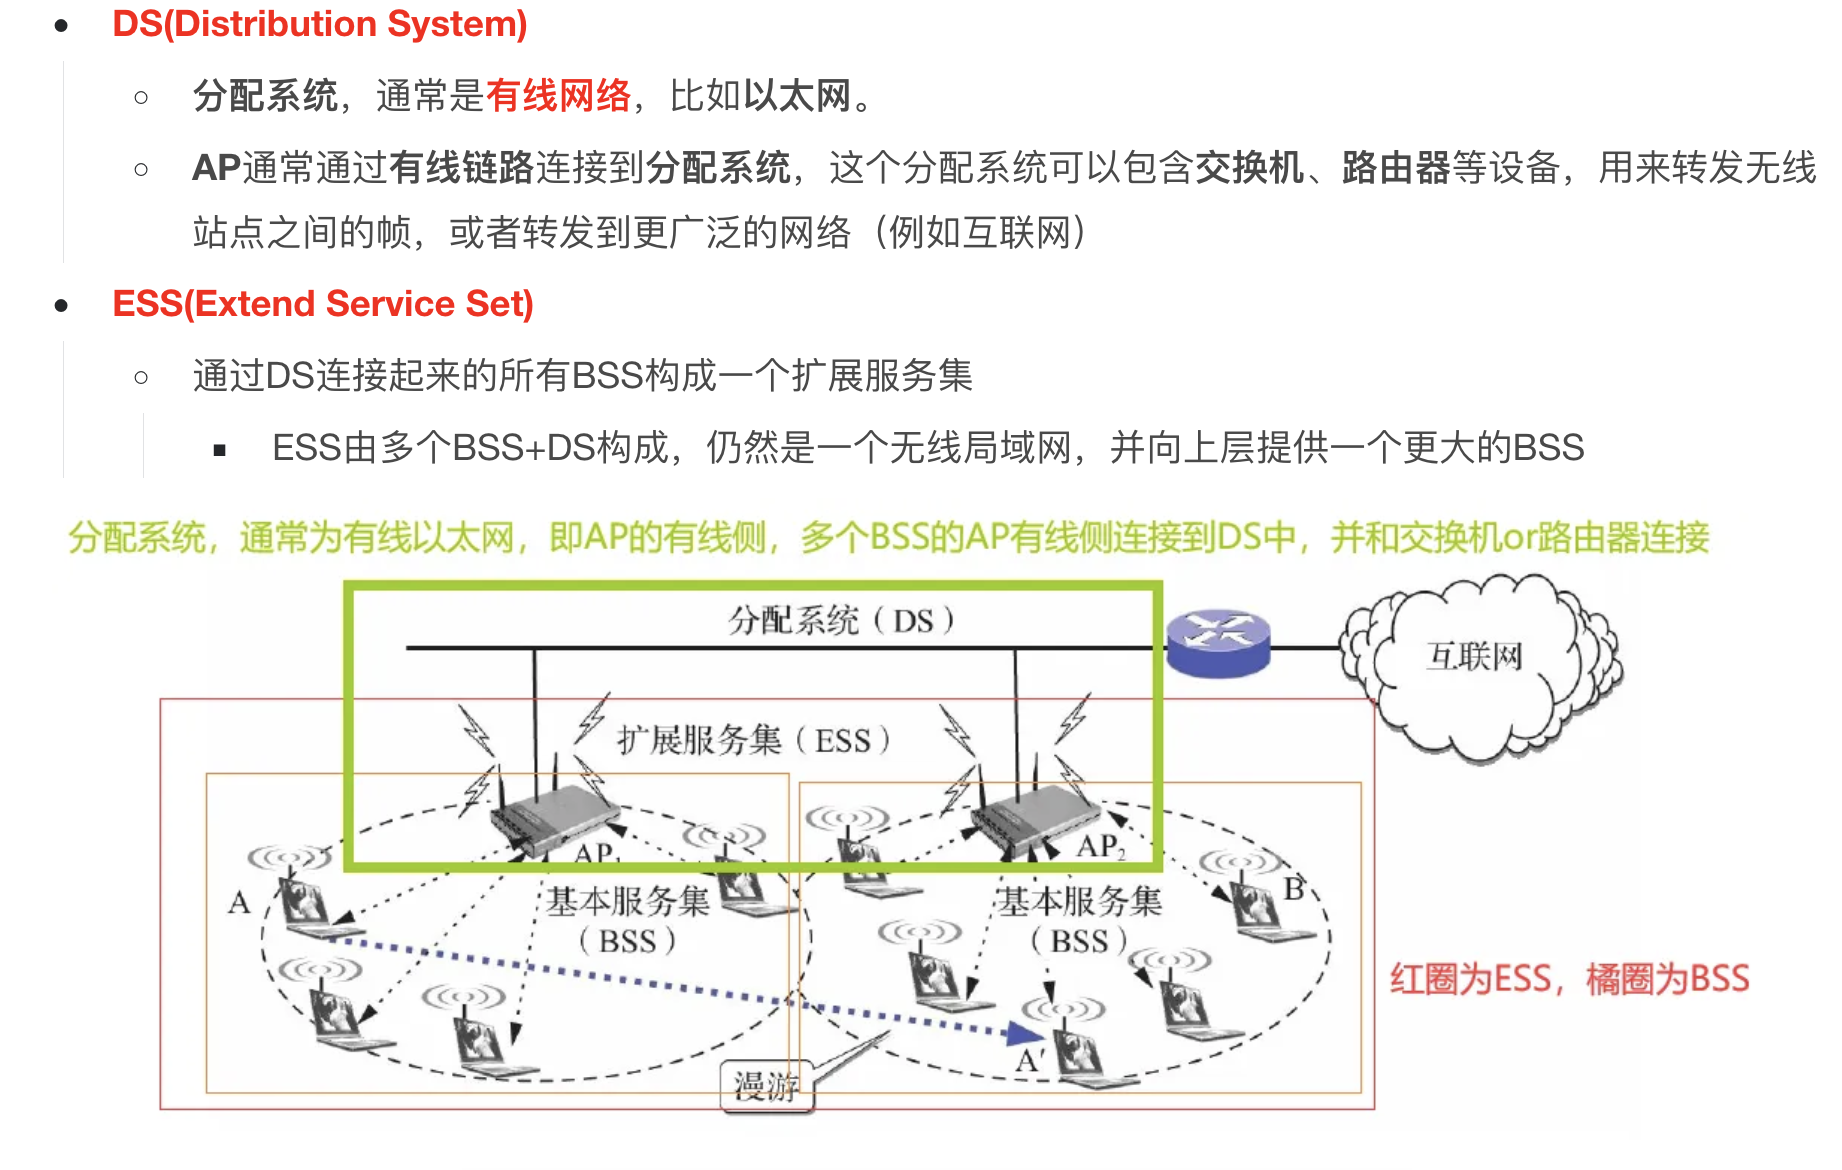 DS(Distribution System)
分配系统，通常是有线网络，比如以太网。
AP通常通过有线链路连接到分配系统，这个分配系统可以包含交换机、路由器等设备，用来转发无线
站点之间的帧，或者转发到更广泛的网络（例如互联网）
ESS(Extend Service Set)
通过DS连接起来的所有BSS构成一个扩展服务集
ESS由多个BSS+DS构成，仍然是一个无线局域网，并向上层提供一个更大的BSS
分配系统，通常为有线以太网，即AP的有线侧，多个BSS的AP有线侧连接到DS中，并和交换机or路由器连接
分配系统（DS）
互联网
扩展服务集（ESS）
AP₁
AP₂
A
基本服务集
（BSS）
基本服务集
（BSS）
B
红圈为ESS，橘圈为BSS
A′
漫游